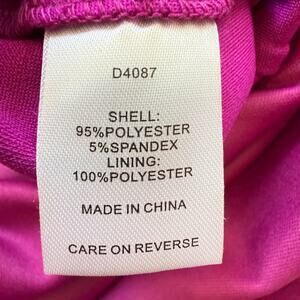 D4087
SHELL:
95%POLYESTER
5%SPANDEX
LINING:
100%POLYESTER
MADE IN CHINA
CARE ON REVERSE